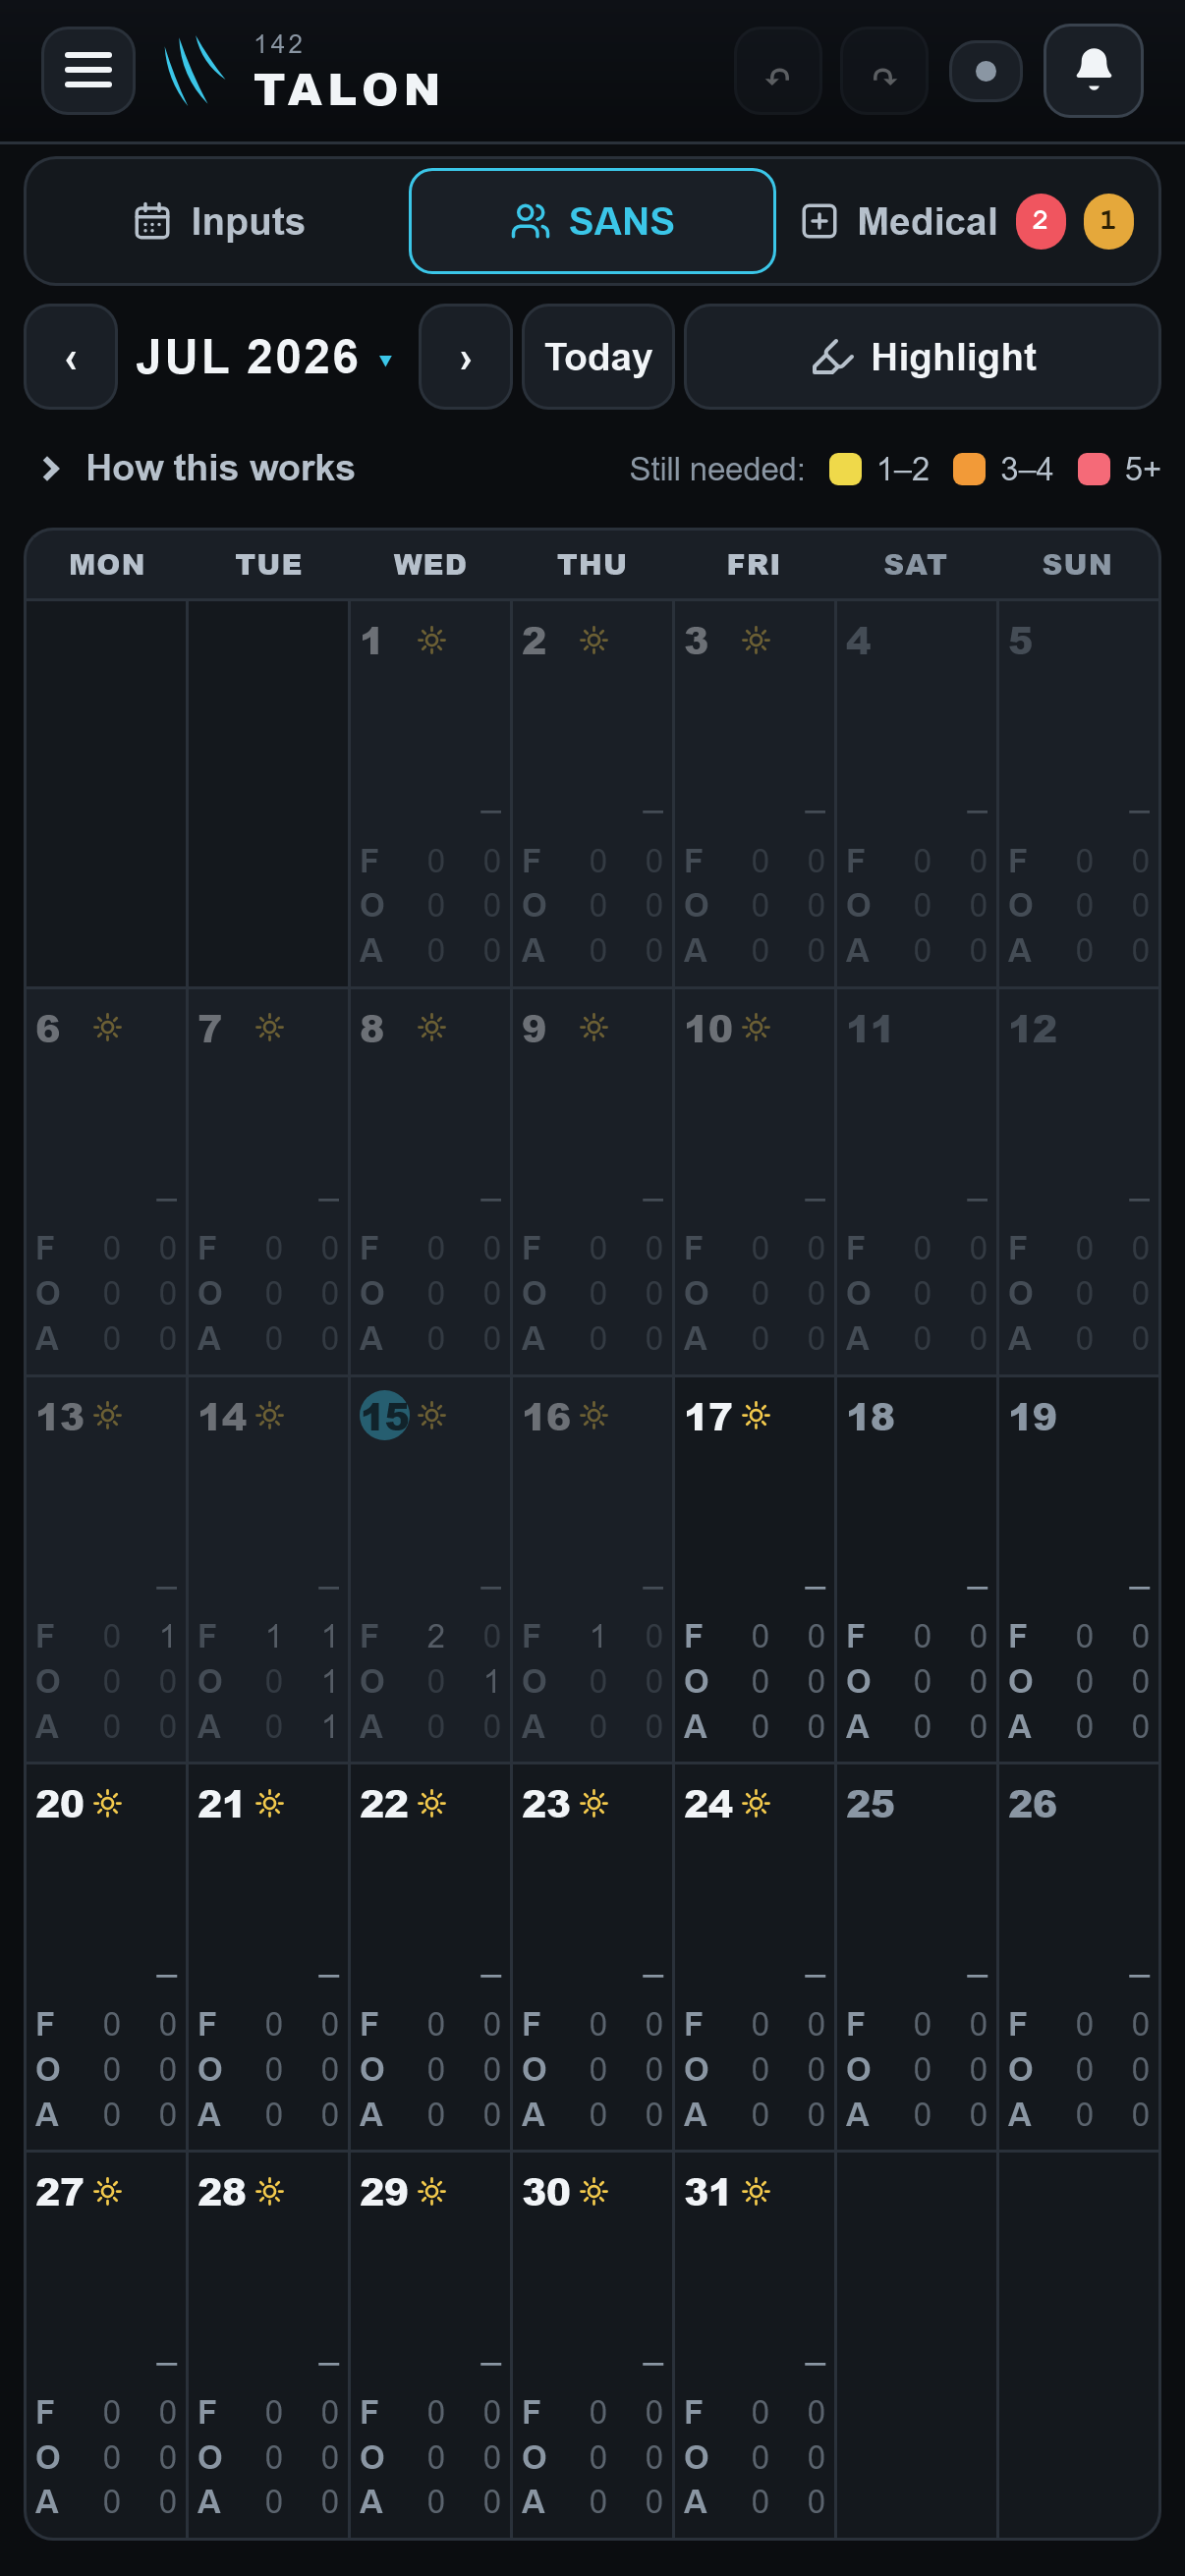 142
TALON
Inputs SANS Medical 2 1
‹ JUL 2026 ▾ › Today Highlight
How this works Still needed: 1–2 3–4 5+
MON TUE WED THU FRI SAT SUN
1 2 3 4 5
– – – – –
F 0 0 F 0 0 F 0 0 F 0 0 F 0 0
O 0 0 O 0 0 O 0 0 O 0 0 O 0 0
A 0 0 A 0 0 A 0 0 A 0 0 A 0 0
6 7 8 9 10 11 12
– – – – – – –
F 0 0 F 0 0 F 0 0 F 0 0 F 0 0 F 0 0 F 0 0
O 0 0 O 0 0 O 0 0 O 0 0 O 0 0 O 0 0 O 0 0
A 0 0 A 0 0 A 0 0 A 0 0 A 0 0 A 0 0 A 0 0
13 14 15 16 17 18 19
– – – – – – –
F 0 1 F 1 1 F 2 0 F 1 0 F 0 0 F 0 0 F 0 0
O 0 0 O 0 1 O 0 1 O 0 0 O 0 0 O 0 0 O 0 0
A 0 0 A 0 1 A 0 0 A 0 0 A 0 0 A 0 0 A 0 0
20 21 22 23 24 25 26
– – – – – – –
F 0 0 F 0 0 F 0 0 F 0 0 F 0 0 F 0 0 F 0 0
O 0 0 O 0 0 O 0 0 O 0 0 O 0 0 O 0 0 O 0 0
A 0 0 A 0 0 A 0 0 A 0 0 A 0 0 A 0 0 A 0 0
27 28 29 30 31
– – – – –
F 0 0 F 0 0 F 0 0 F 0 0 F 0 0
O 0 0 O 0 0 O 0 0 O 0 0 O 0 0
A 0 0 A 0 0 A 0 0 A 0 0 A 0 0